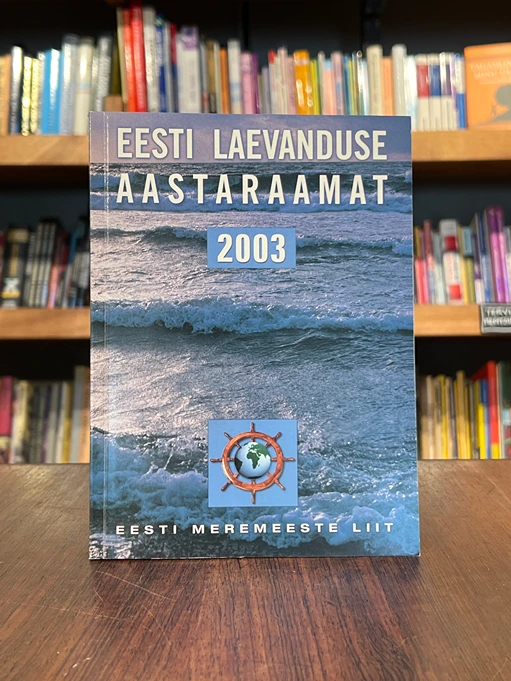 EESTI LAEVANDUSE
AASTARAAMAT
2003
EESTI MEREMEESTE LIIT